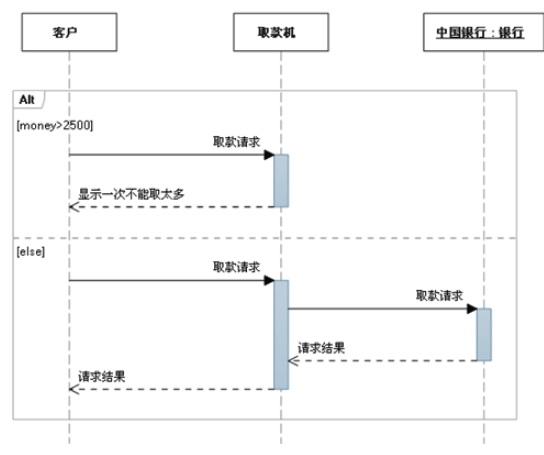 客户
取款机
中国银行：银行
Alt
[money>2500]
取款请求
显示一次不能取太多
[else]
取款请求
取款请求
请求结果
请求结果